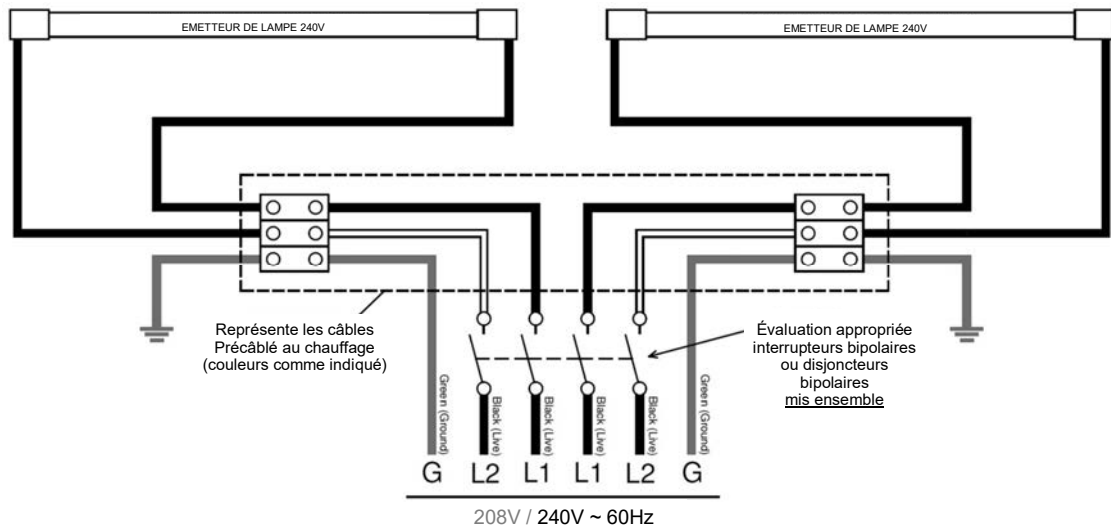 EMETTEUR DE LAMPE 240V
EMETTEUR DE LAMPE 240V
Représente les câbles
Précâblé au chauffage
(couleurs comme indiqué)
Évaluation appropriée
interrupteurs bipolaires
ou disjoncteurs
bipolaires
mis ensemble
Green (Ground)
Black (Live)
Black (Live)
Black (Live)
Black (Live)
Green (Ground)
G L2 L1 L1 L2 G
208V / 240V ~ 60Hz